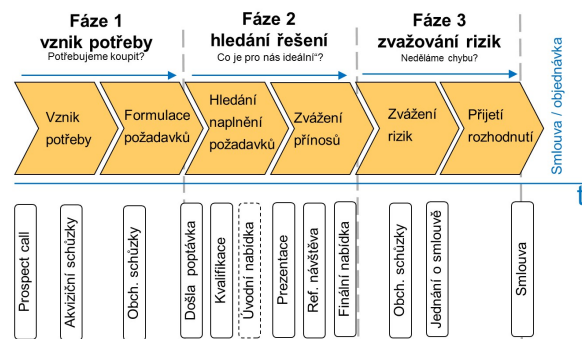 Fáze 1
vznik potřeby
Potřebujeme koupit?
Fáze 2
hledání řešení
Co je pro nás ideální“?
Fáze 3
zvažování rizik
Neděláme chybu?
Smlouva / objednávka
Vznik
potřeby
Formulace
požadavků
Hledání
naplnění
požadavků
Zvážení
přínosů
Zvážení
rizik
Přijetí
rozhodnutí
t
Prospect call
Akviziční schůzky
Obch. schůzky
Došla poptávka
Kvalifikace
Úvodní nabídka
Prezentace
Ref. návštěva
Finální nabídka
Obch. schůzky
Jednání o smlouvě
Smlouva